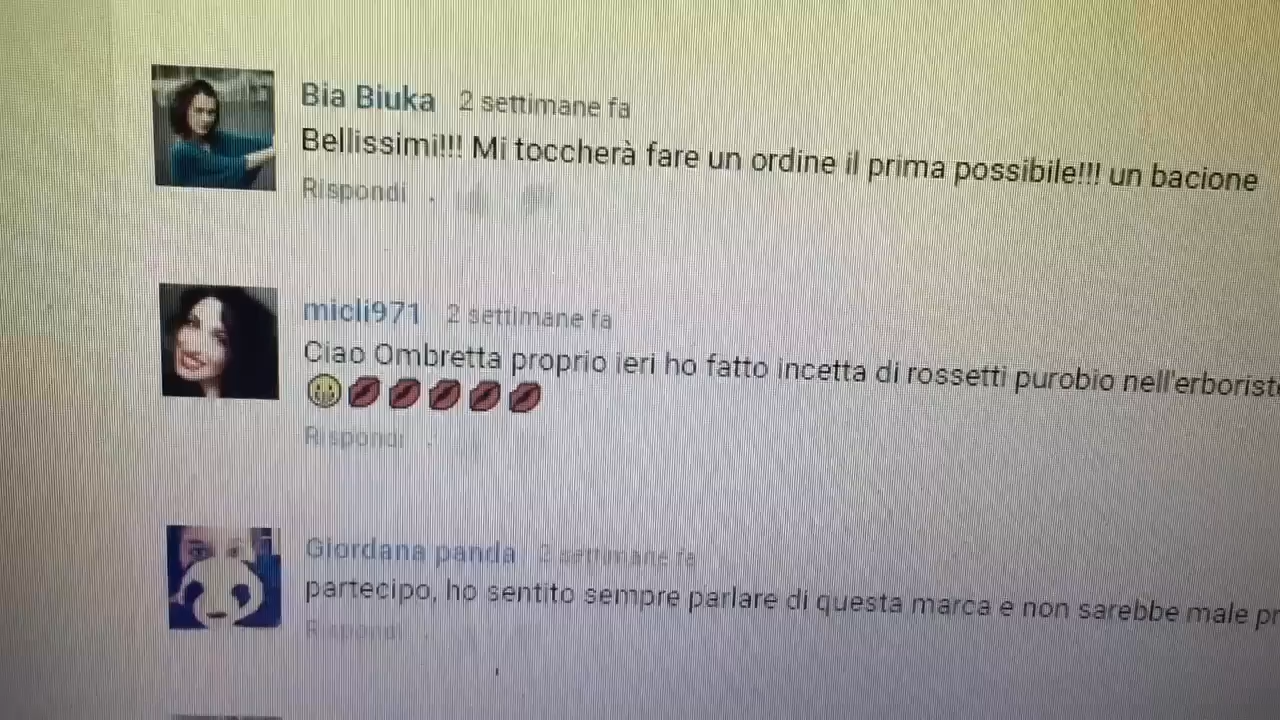 Bia Biuka 2 settimane fa
Bellissimi!!! Mi toccherà fare un ordine il prima possibile!!! un bacione
Rispondi
micli971 2 settimane fa
Ciao Ombretta proprio ieri ho fatto incetta di rossetti purobio nell'erborist
Rispondi
Giordana panda 2 settimane fa
partecipo, ho sentito sempre parlare di questa marca e non sarebbe male pr
Rispondi